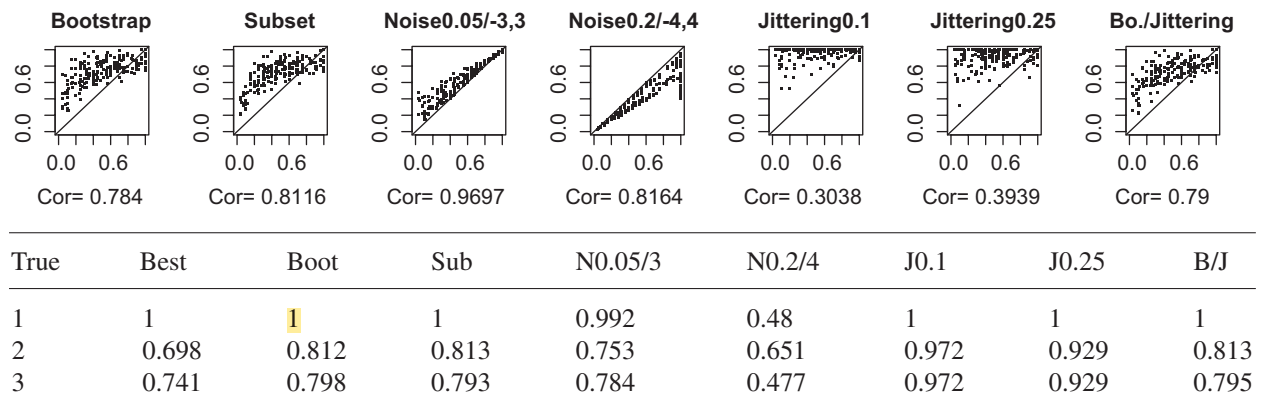 Bootstrap Subset Noise0.05/-3,3 Noise0.2/-4,4 Jittering0.1 Jittering0.25 Bo./Jittering
0.6 0.6 0.6 0.6 0.6 0.6 0.6
0.0 0.0 0.0 0.0 0.0 0.0 0.0
0.0 0.6 0.0 0.6 0.0 0.6 0.0 0.6 0.0 0.6 0.0 0.6 0.0 0.6
Cor= 0.784 Cor= 0.8116 Cor= 0.9697 Cor= 0.8164 Cor= 0.3038 Cor= 0.3939 Cor= 0.79
True Best Boot Sub N0.05/3 N0.2/4 J0.1 J0.25 B/J
1 1 1 1 0.992 0.48 1 1 1
2 0.698 0.812 0.813 0.753 0.651 0.972 0.929 0.813
3 0.741 0.798 0.793 0.784 0.477 0.972 0.929 0.795